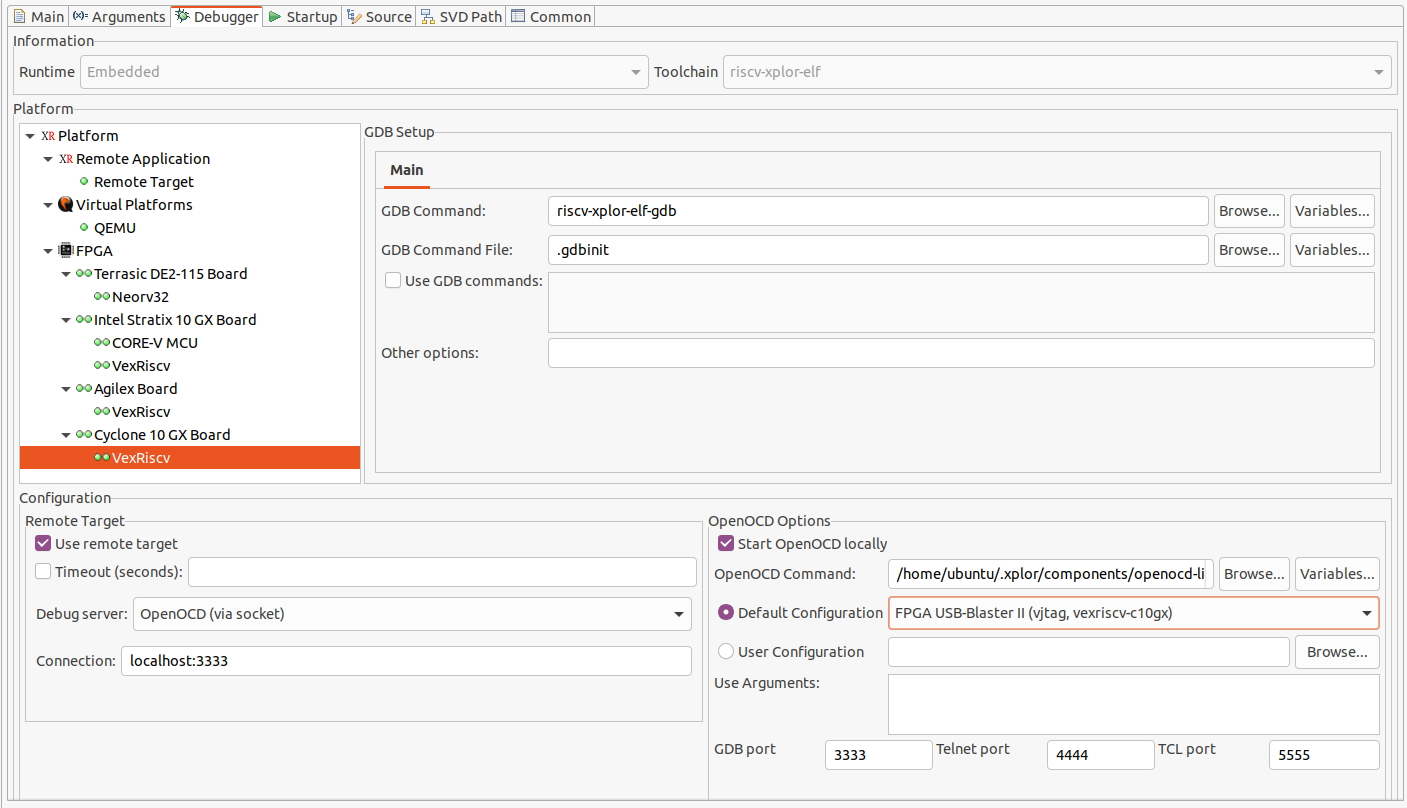 Main
(x)= Arguments
Debugger
Startup
Source
SVD Path
Common
Information
Runtime
Embedded
Toolchain
riscv-xplor-elf
Platform
XR Platform
XR Remote Application
Remote Target
Virtual Platforms
QEMU
FPGA
Terrasic DE2-115 Board
Neorv32
Intel Stratix 10 GX Board
CORE-V MCU
VexRiscv
Agilex Board
VexRiscv
Cyclone 10 GX Board
VexRiscv
GDB Setup
Main
GDB Command:
riscv-xplor-elf-gdb
Browse...
Variables...
GDB Command File:
.gdbinit
Browse...
Variables...
Use GDB commands:
Other options:
Configuration
Remote Target
Use remote target
Timeout (seconds):
Debug server:
OpenOCD (via socket)
Connection:
localhost:3333
OpenOCD Options
Start OpenOCD locally
OpenOCD Command:
/home/ubuntu/.xplor/components/openocd-li
Browse...
Variables...
Default Configuration
FPGA USB-Blaster II (vjtag, vexriscv-c10gx)
User Configuration
Browse...
Use Arguments:
GDB port
3333
Telnet port
4444
TCL port
5555